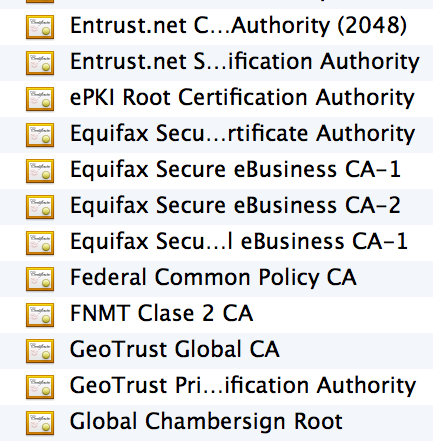 Entrust.net C...Authority (2048)
Entrust.net S...ification Authority
ePKI Root Certification Authority
Equifax Secu...rtificate Authority
Equifax Secure eBusiness CA-1
Equifax Secure eBusiness CA-2
Equifax Secu...l eBusiness CA-1
Federal Common Policy CA
FNMT Clase 2 CA
GeoTrust Global CA
GeoTrust Pri...ification Authority
Global Chambersign Root